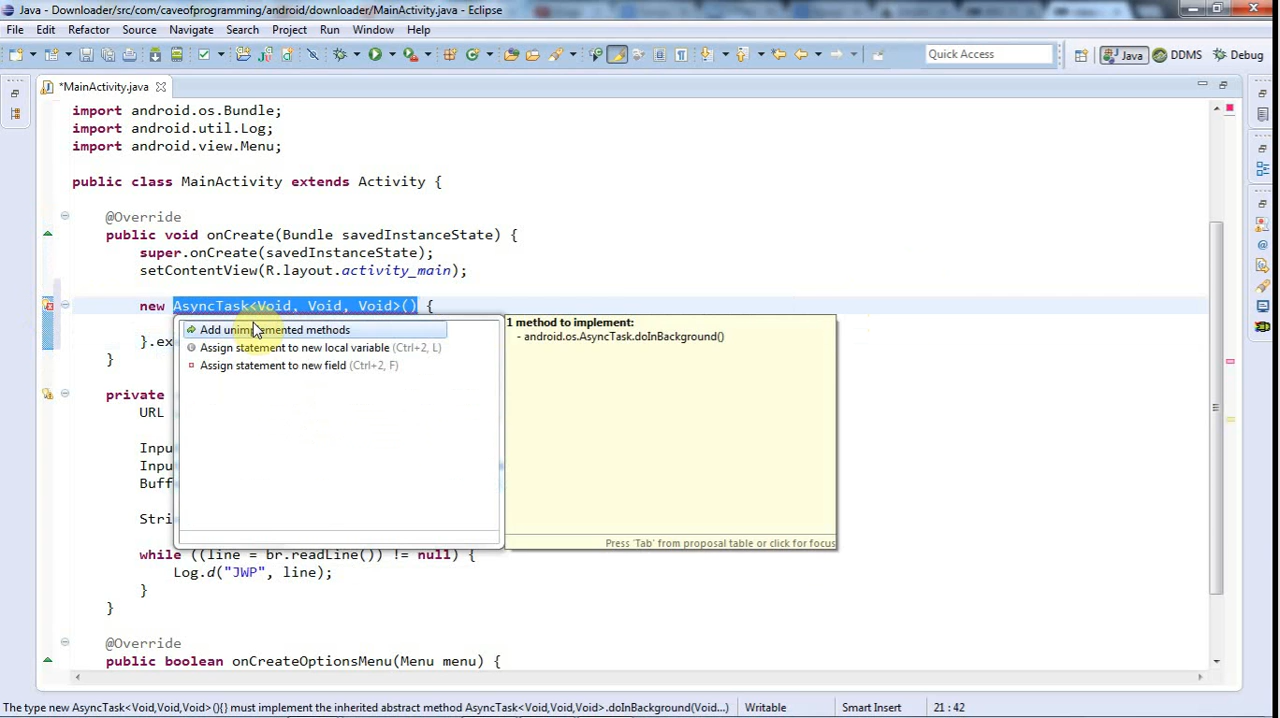 Java - Downloader/src/com/caveofprogramming/android/downloader/MainActivity.java - Eclipse
File Edit Refactor Source Navigate Search Project Run Window Help
Quick Access Java DDMS Debug
*MainActivity.java
import android.os.Bundle;
import android.util.Log;
import android.view.Menu;
public class MainActivity extends Activity {
@Override
public void onCreate(Bundle savedInstanceState) {
super.onCreate(savedInstanceState);
setContentView(R.layout.activity_main);
new AsyncTask<Void, Void, Void>() {
Add unimplemented methods
Assign statement to new local variable (Ctrl+2, L)
Assign statement to new field (Ctrl+2, F)
1 method to implement:
- android.os.AsyncTask.doInBackground()
Press 'Tab' from proposal table or click for focus
}.ex
}
private
URL
Inpu
Inpu
Buff
Stri
while ((line = br.readLine()) != null) {
Log.d("JWP", line);
}
}
@Override
public boolean onCreateOptionsMenu(Menu menu) {
The type new AsyncTask<Void,Void,Void>(){} must implement the inherited abstract method AsyncTask<Void,Void,Void>.doInBackground(Void...) Writable Smart Insert 21 : 42